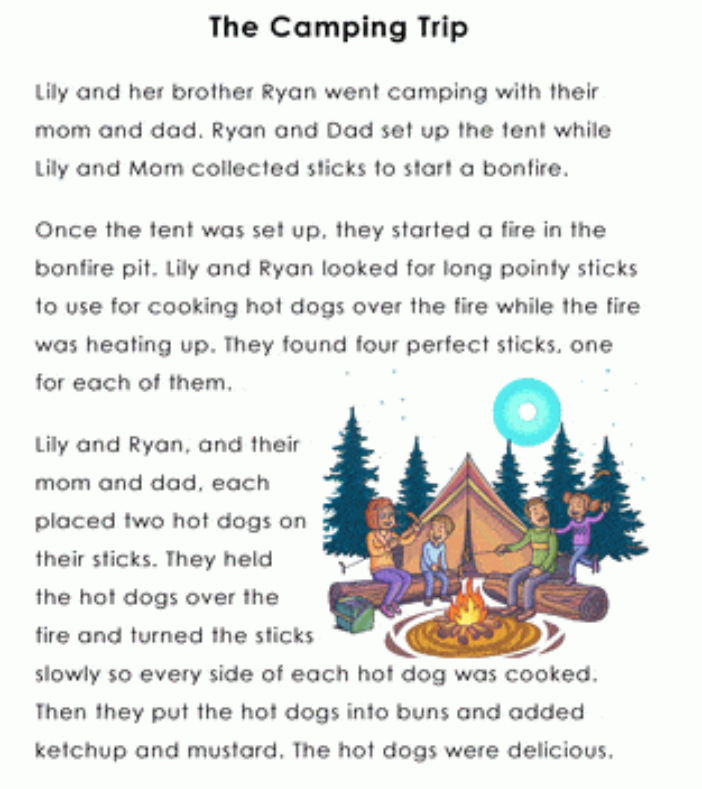 The Camping Trip
Lily and her brother Ryan went camping with their
mom and dad. Ryan and Dad set up the tent while
Lily and Mom collected sticks to start a bonfire.
Once the tent was set up, they started a fire in the
bonfire pit. Lily and Ryan looked for long pointy sticks
to use for cooking hot dogs over the fire while the fire
was heating up. They found four perfect sticks, one
for each of them.
Lily and Ryan, and their
mom and dad, each
placed two hot dogs on
their sticks. They held
the hot dogs over the
fire and turned the sticks
slowly so every side of each hot dog was cooked.
Then they put the hot dogs into buns and added
ketchup and mustard. The hot dogs were delicious.